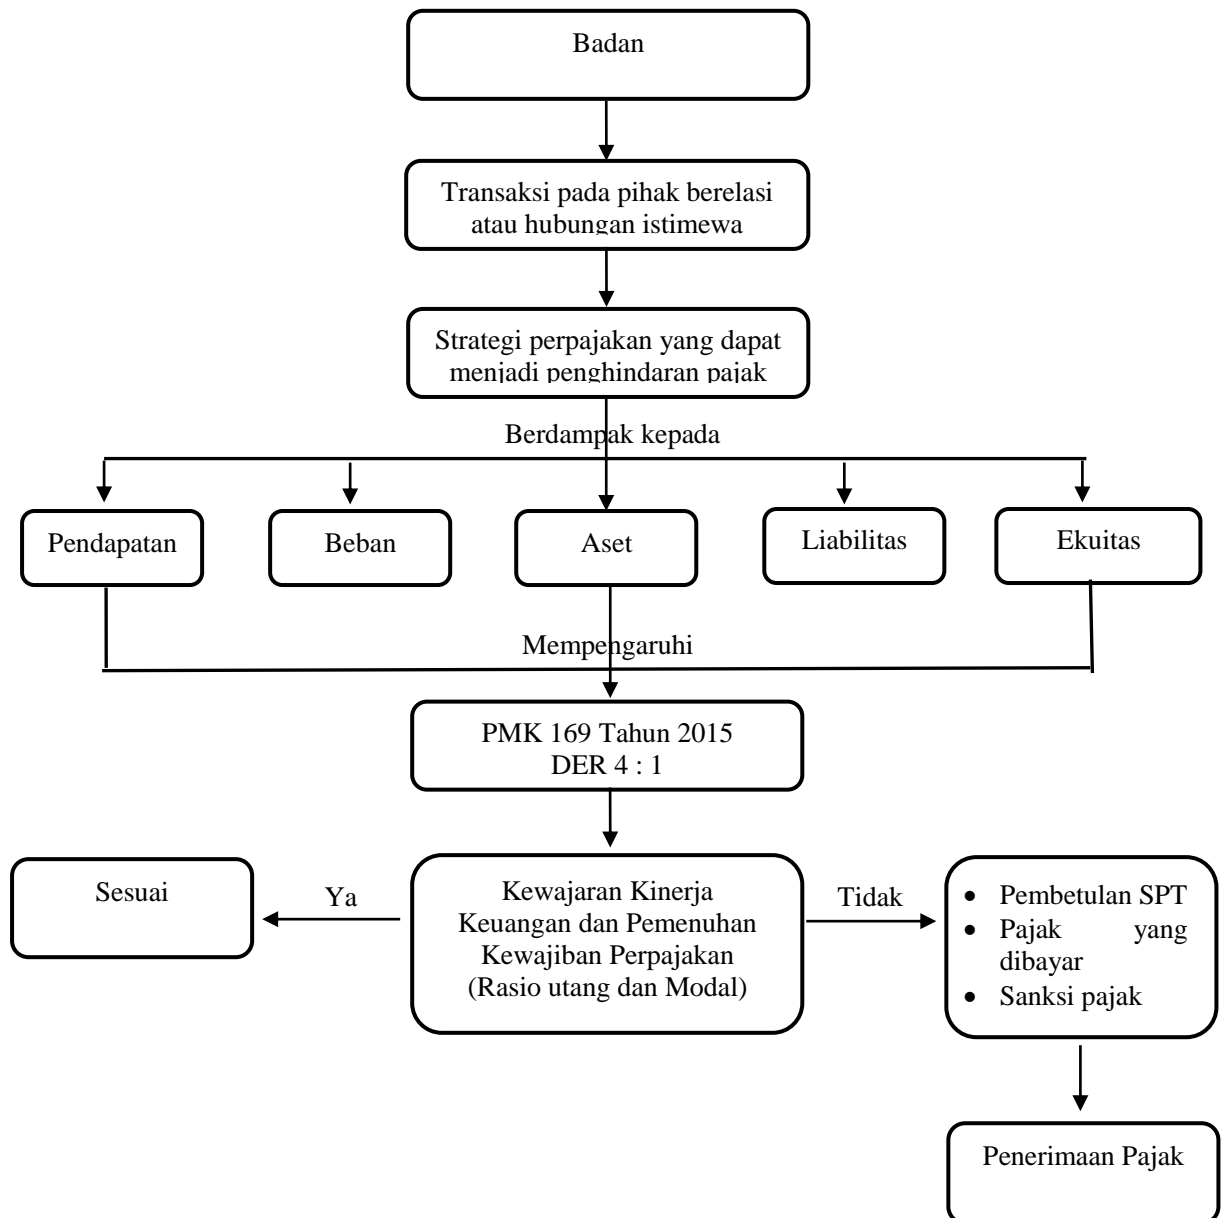 Badan
Transaksi pada pihak berelasi
atau hubungan istimewa
Strategi perpajakan yang dapat
menjadi penghindaran pajak
Berdampak kepada
Pendapatan
Beban
Aset
Liabilitas
Ekuitas
Mempengaruhi
PMK 169 Tahun 2015
DER 4 : 1
Sesuai
Ya
Kewajaran Kinerja
Keuangan dan Pemenuhan
Kewajiban Perpajakan
(Rasio utang dan Modal)
Tidak
• Pembetulan SPT
• Pajak yang
dibayar
• Sanksi pajak
Penerimaan Pajak